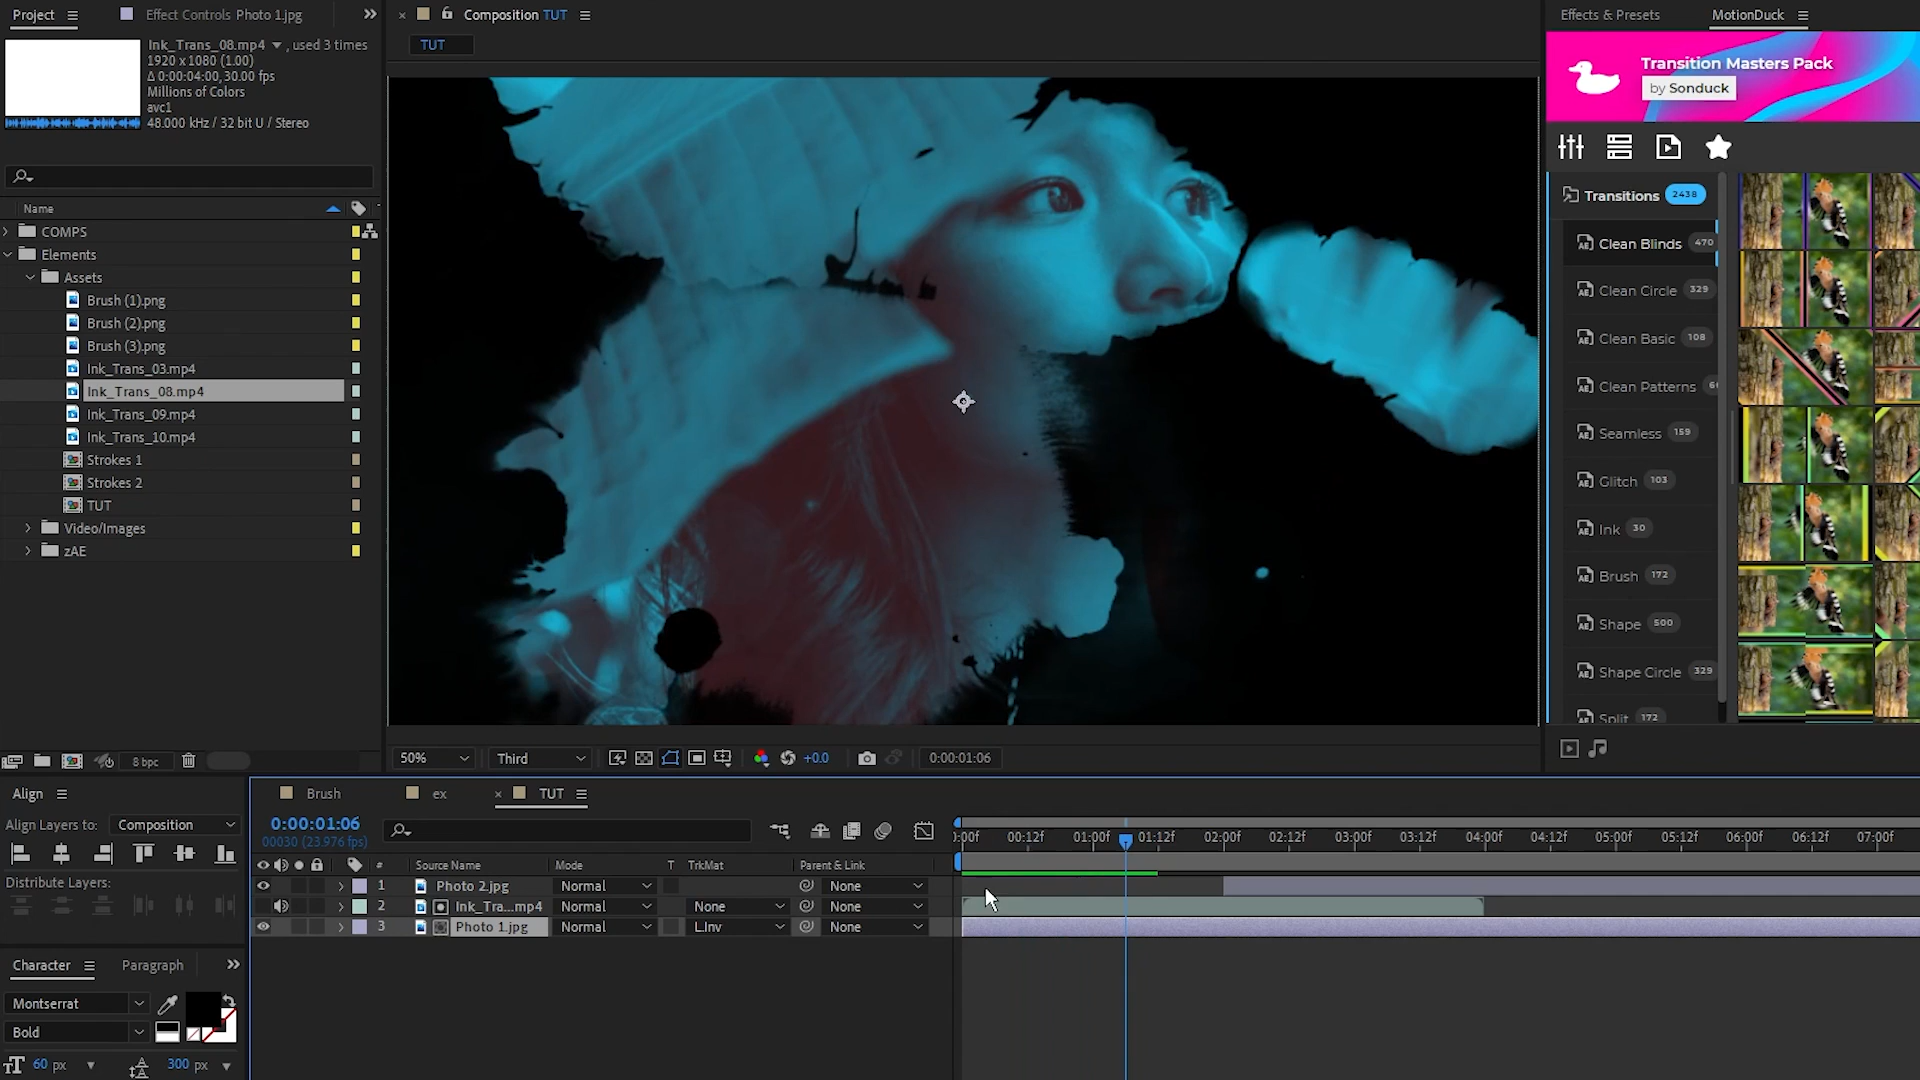 Project
Effect Controls Photo 1.jpg
Composition TUT
Effects & Presets
MotionDuck
TUT
Ink_Trans_08.mp4 , used 3 times
1920 x 1080 (1.00)
Δ 0:00:04:00, 30.00 fps
Millions of Colors
avc1
48.000 kHz / 32 bit U / Stereo
Transition Masters Pack
by Sonduck
Name
COMPS
Elements
Assets
Brush (1).png
Brush (2).png
Brush (3).png
Ink_Trans_03.mp4
Ink_Trans_08.mp4
Ink_Trans_09.mp4
Ink_Trans_10.mp4
Strokes 1
Strokes 2
TUT
Video/Images
zAE
Transitions 2438
Clean Blinds 470
Clean Circle 329
Clean Basic 108
Clean Patterns
Seamless 159
Glitch 103
Ink 30
Brush 172
Shape 500
Shape Circle 329
Split 172
8 bpc
50%
Third
+0.0
0:00:01:06
Align
Align Layers to: Composition
Distribute Layers:
Character
Paragraph
Montserrat
Bold
60 px
300 px
Brush
ex
TUT
0:00:01:06
00030 (23.976 fps)
0:00f 00:12f 01:00f 01:12f 02:00f 02:12f 03:00f 03:12f 04:00f 04:12f 05:00f 05:12f 06:00f 06:12f 07:00f
# Source Name Mode T TrkMat Parent & Link
1 Photo 2.jpg Normal None
2 Ink_Tra...mp4 Normal None None
3 Photo 1.jpg Normal L.Inv None